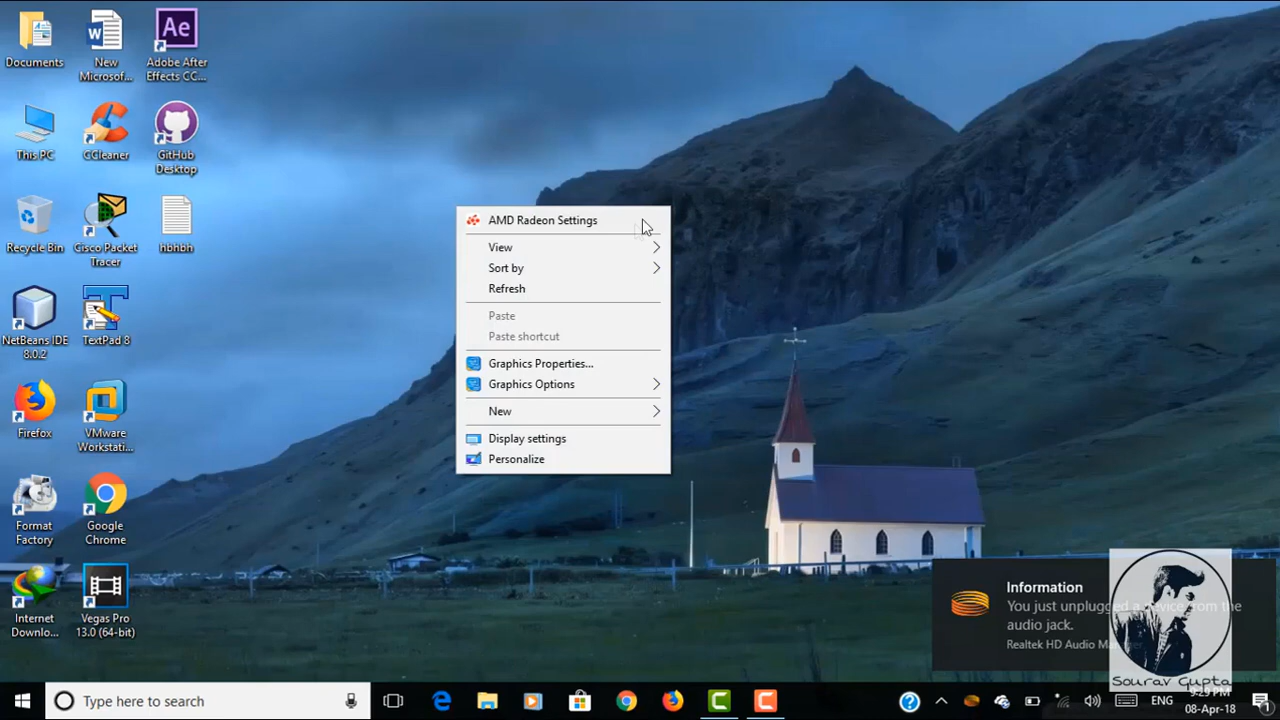 Documents
New
Microsof...
Adobe After
Effects CC...
This PC
CCleaner
GitHub
Desktop
Recycle Bin
Cisco Packet
Tracer
hbhbh
NetBeans IDE
8.0.2
TextPad 8
Firefox
VMware
Workstati...
Format
Factory
Google
Chrome
Internet
Downlo...
Vegas Pro
13.0 (64-bit)
AMD Radeon Settings
View
Sort by
Refresh
Paste
Paste shortcut
Graphics Properties...
Graphics Options
New
Display settings
Personalize
Information
You just unplugged a device from the
audio jack.
Realtek HD Audio
Sourav Gupta
Type here to search
ENG
9:29 PM
08-Apr-18